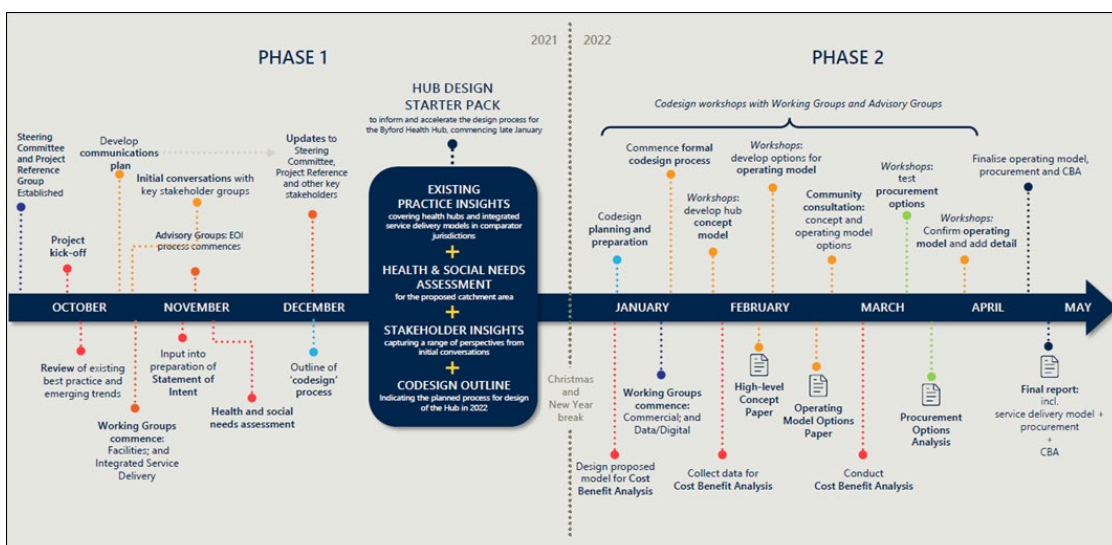 2021
2022
PHASE 1
PHASE 2
HUB DESIGN
STARTER PACK
to inform and accelerate the design process for
the Byford Health Hub, commencing late January
Codesign workshops with Working Groups and Advisory Groups
Steering
Committee
and Project
Reference
Group
Established
Project
kick-off
Develop
communications
plan
Initial conversations with
key stakeholder groups
Advisory Groups: EOI
process commences
Updates to
Steering
Committee,
Project Reference
and other key
stakeholders
EXISTING
PRACTICE INSIGHTS
covering health hubs and integrated
service delivery models in comparator
jurisdictions
+
HEALTH & SOCIAL NEEDS
ASSESSMENT
for the proposed catchment area
+
STAKEHOLDER INSIGHTS
capturing a range of perspectives from
initial conversations
+
CODESIGN OUTLINE
Indicating the planned process for design
of the Hub in 2022
Codesign
planning and
preparation
Commence formal
codesign process
Workshops:
develop hub
concept
model
Workshops:
develop options for
operating model
Community
consultation:
concept and
operating model
options
Workshops:
test
procurement
options
Workshops:
Confirm operating
model and add detail
Finalise operating model,
procurement and CBA
OCTOBER
NOVEMBER
DECEMBER
JANUARY
FEBRUARY
MARCH
APRIL
MAY
Review of existing
best practice and
emerging trends
Working Groups
commence:
Facilities; and
Integrated Service
Delivery
Input into
preparation of
Statement of
Intent
Health and social
needs assessment
Outline of
'codesign'
process
Christmas
and
New Year
break
Design proposed
model for Cost
Benefit Analysis
Working Groups
commence:
Commercial; and
Data/Digital
Collect data for
Cost Benefit Analysis
High-level
Concept
Paper
Operating
Model Options
Paper
Conduct
Cost Benefit Analysis
Procurement
Options
Analysis
Final report:
incl.
service delivery model +
procurement
+
CBA